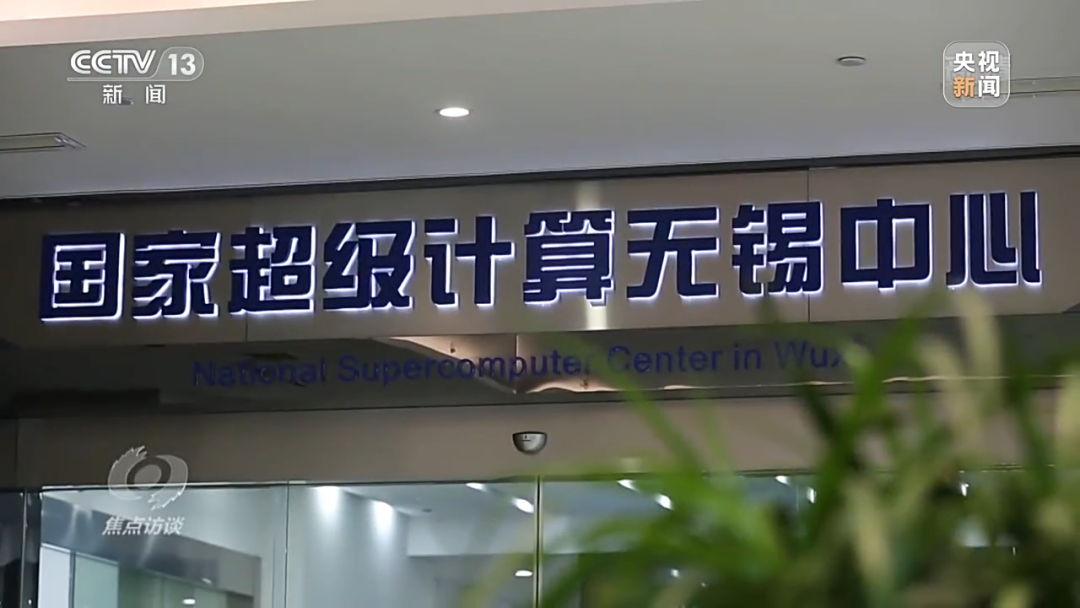 CCTV 13
新闻
央视
新闻
国家超级计算无锡中心
National Supercomputer Center in Wuxi
焦点访谈